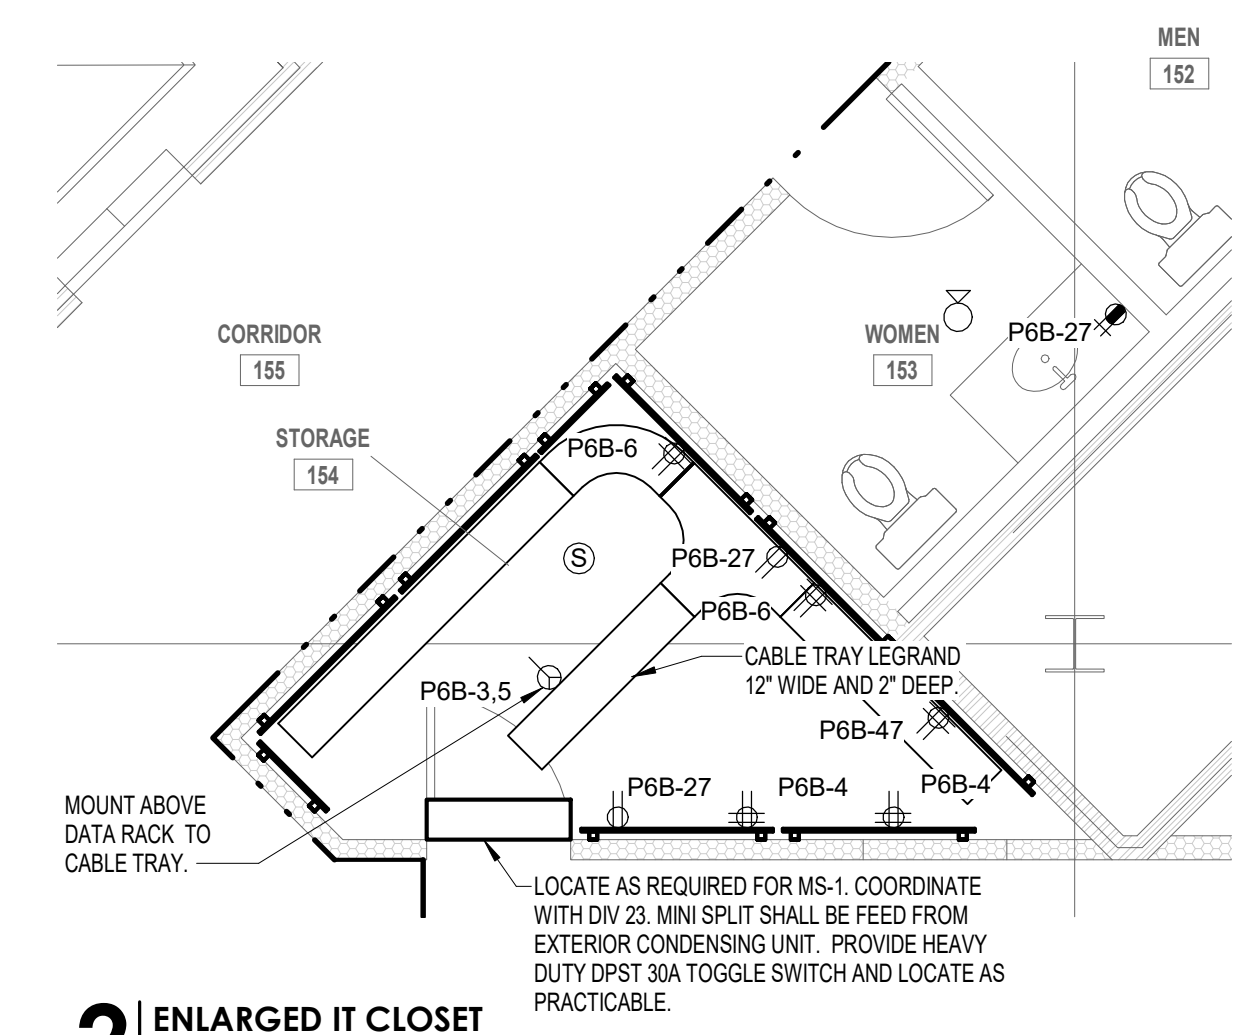 MEN
152
CORRIDOR
155
WOMEN
153
P6B-27
STORAGE
154
P6B-6
S
P6B-27
P6B-6
CABLE TRAY LEGRAND
12" WIDE AND 2" DEEP.
P6B-3,5
P6B-47
P6B-27
P6B-4
P6B-4
MOUNT ABOVE
DATA RACK TO
CABLE TRAY.
LOCATE AS REQUIRED FOR MS-1. COORDINATE
WITH DIV 23. MINI SPLIT SHALL BE FEED FROM
EXTERIOR CONDENSING UNIT. PROVIDE HEAVY
DUTY DPST 30A TOGGLE SWITCH AND LOCATE AS
PRACTICABLE.
ENLARGED IT CLOSET